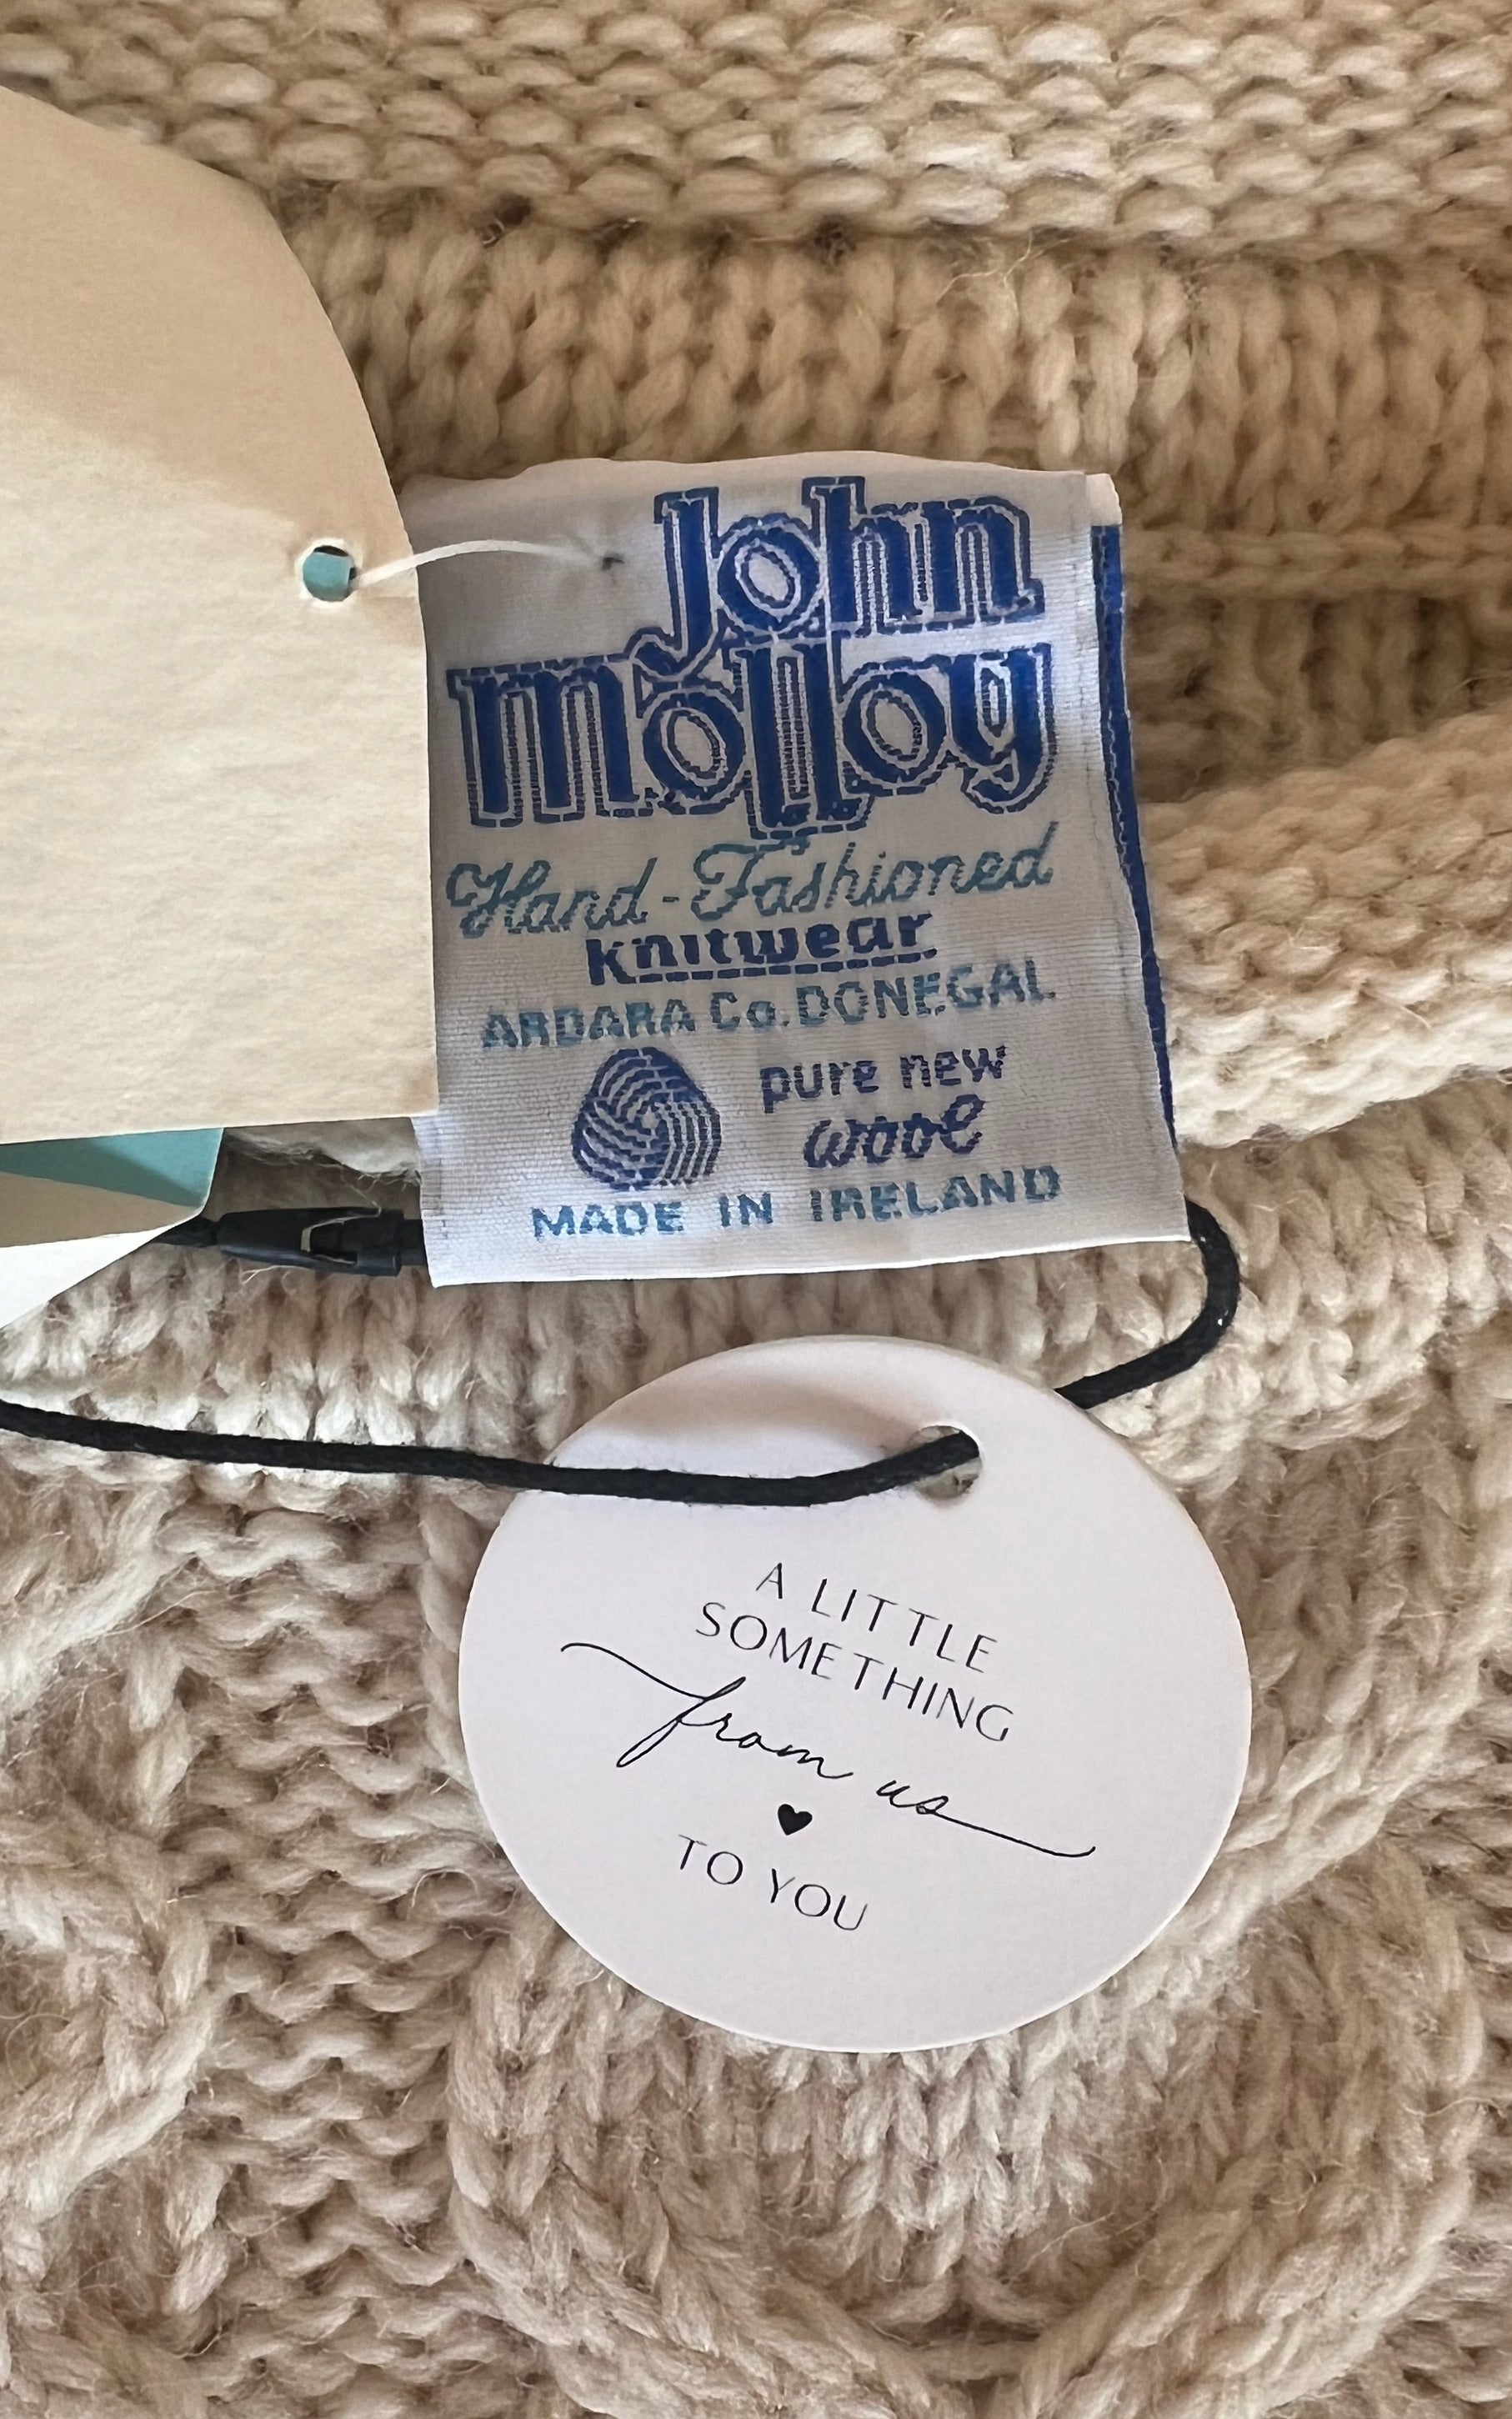 John
molloy
Hand-Fashioned
knitwear
ARDARA Co. DONEGAL
pure new
wool
MADE IN IRELAND
A LITTLE
SOMETHING
from us
TO YOU